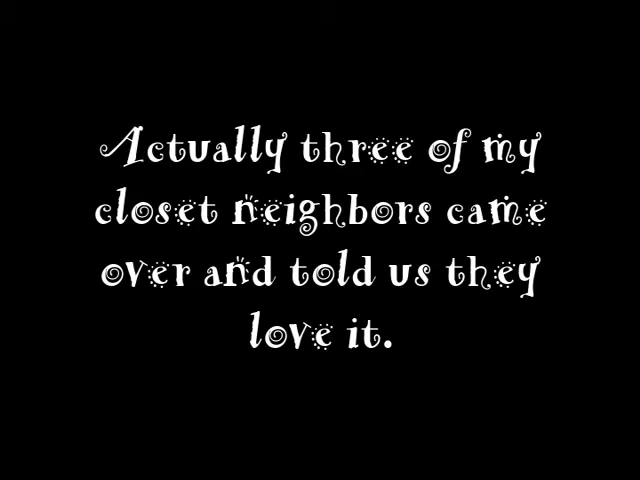 Actually three of my
closet neighbors came
over and told us they
love it.